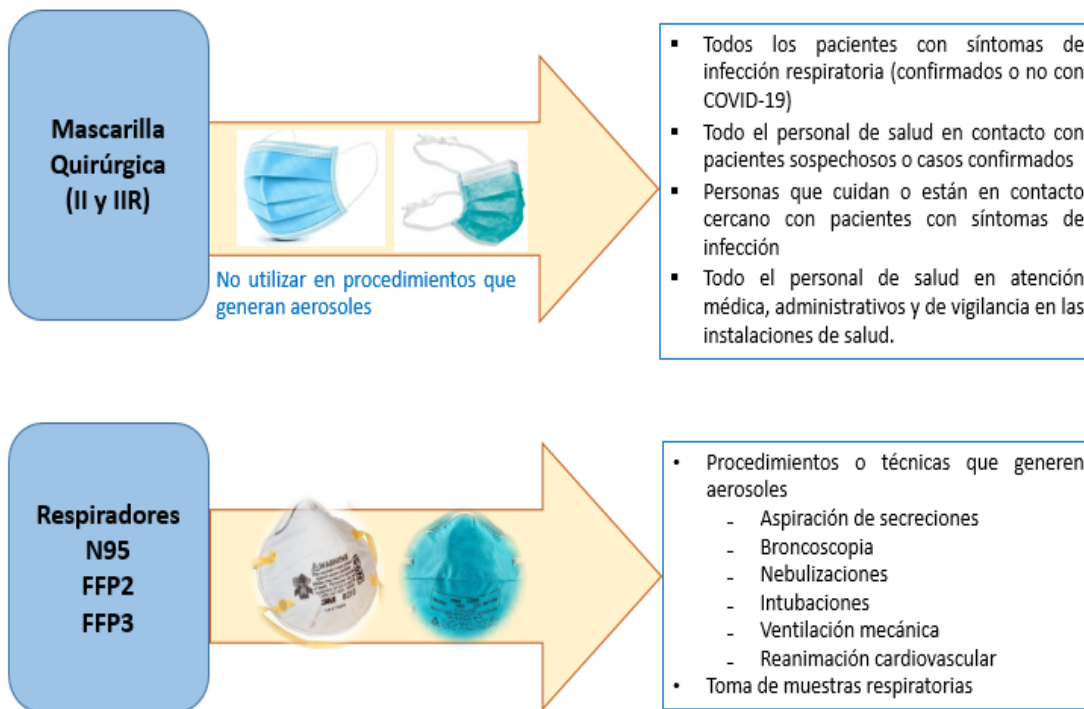 Mascarilla
Quirúrgica
(II y IIR)
No utilizar en procedimientos que
generan aerosoles
▪ Todos los pacientes con síntomas de
infección respiratoria (confirmados o no con
COVID-19)
▪ Todo el personal de salud en contacto con
pacientes sospechosos o casos confirmados
▪ Personas que cuidan o están en contacto
cercano con pacientes con síntomas de
infección
▪ Todo el personal de salud en atención
médica, administrativos y de vigilancia en las
instalaciones de salud.
Respiradores
N95
FFP2
FFP3
WARNING
3M 8210
• Procedimientos o técnicas que generen
aerosoles
- Aspiración de secreciones
- Broncoscopia
- Nebulizaciones
- Intubaciones
- Ventilación mecánica
- Reanimación cardiovascular
• Toma de muestras respiratorias